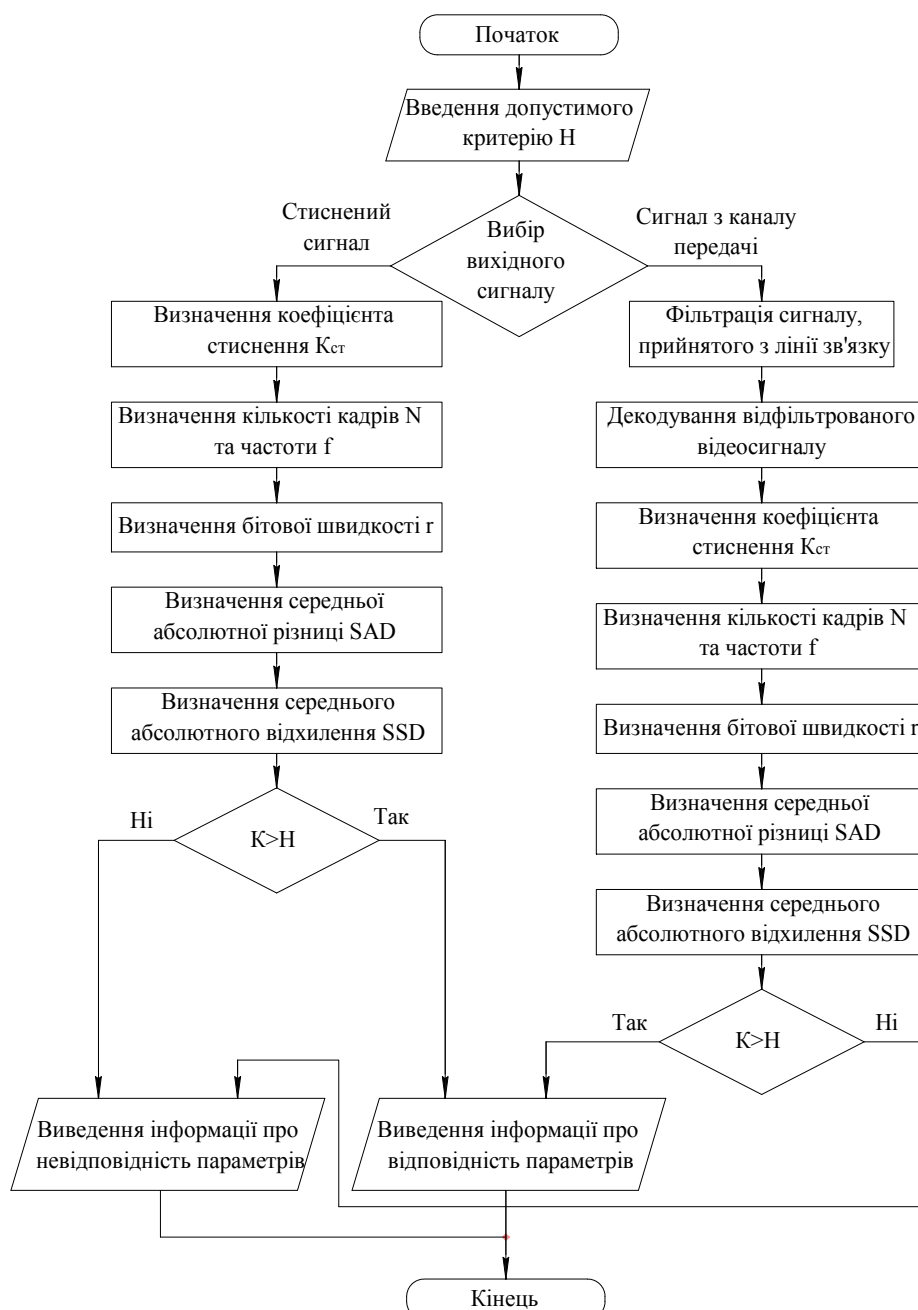 Початок
Введення допустимого
критерію Н
Вибір
вихідного
сигналу
Стиснений
сигнал
Сигнал з каналу
передачі
Визначення коефіцієнта
стиснення Кст
Визначення кількості кадрів N
та частоти f
Визначення бітової швидкості r
Визначення середньої
абсолютної різниці SAD
Визначення середнього
абсолютного відхилення SSD
Ні
К>Н
Так
Фільтрація сигналу,
прийнятого з лінії зв'язку
Декодування відфільтрованого
відеосигналу
Визначення коефіцієнта
стиснення Кст
Визначення кількості кадрів N
та частоти f
Визначення бітової швидкості r
Визначення середньої
абсолютної різниці SAD
Визначення середнього
абсолютного відхилення SSD
Так
К>Н
Ні
Виведення інформації про
невідповідність параметрів
Виведення інформації про
відповідність параметрів
Кінець